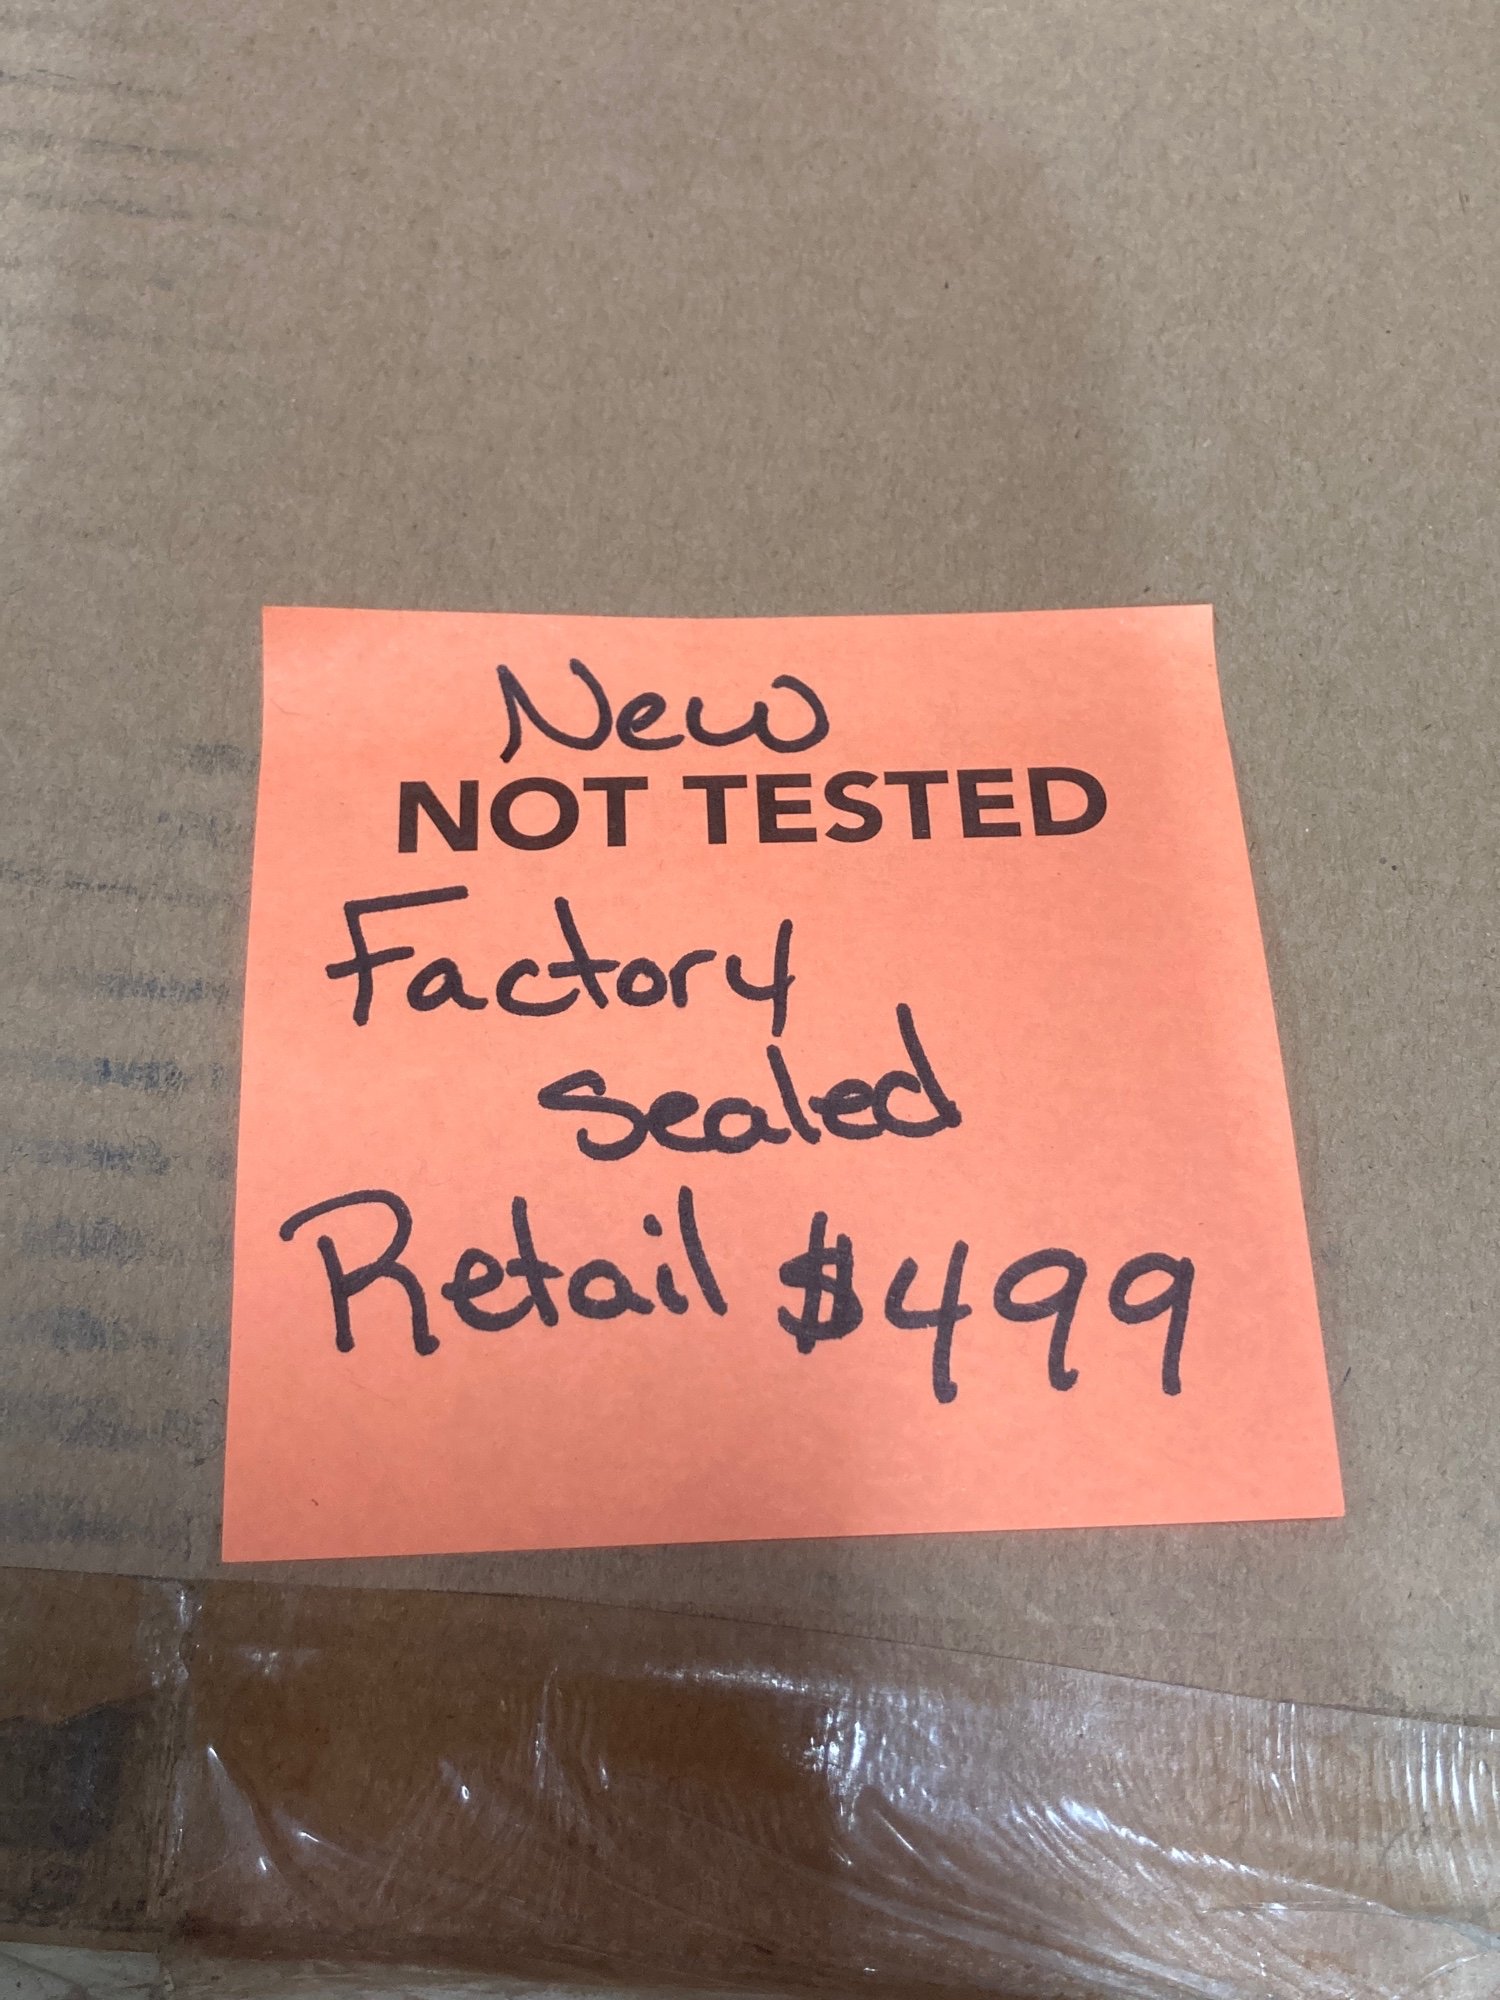 New
NOT TESTED
Factory
sealed
Retail $499